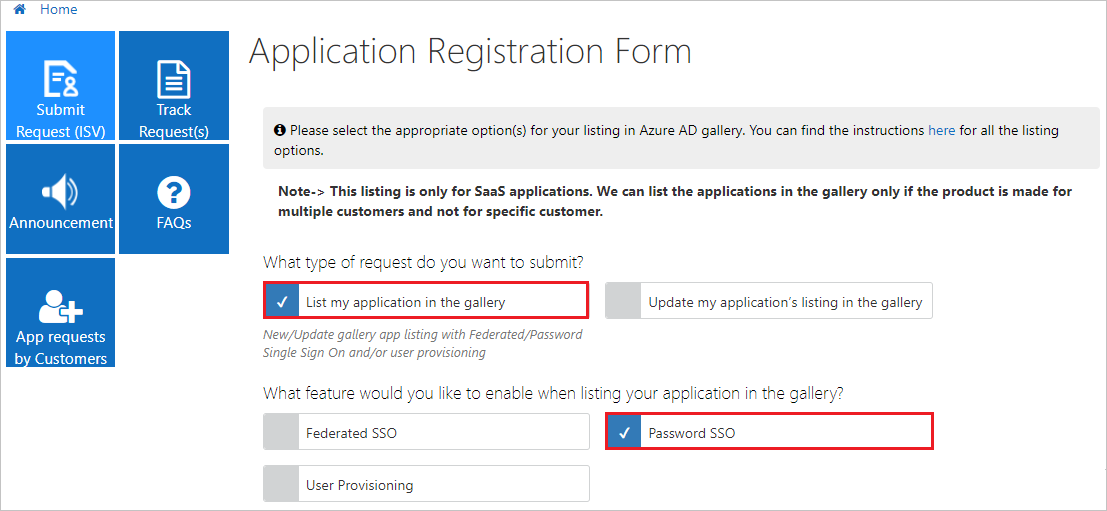 Home
Submit
Request (ISV)
Track
Request(s)
Announcement
FAQs
App requests
by Customers
Application Registration Form
Please select the appropriate option(s) for your listing in Azure AD gallery. You can find the instructions here for all the listing
options.
Note-> This listing is only for SaaS applications. We can list the applications in the gallery only if the product is made for
multiple customers and not for specific customer.
What type of request do you want to submit?
List my application in the gallery
Update my application's listing in the gallery
New/Update gallery app listing with Federated/Password
Single Sign On and/or user provisioning
What feature would you like to enable when listing your application in the gallery?
Federated SSO
Password SSO
User Provisioning